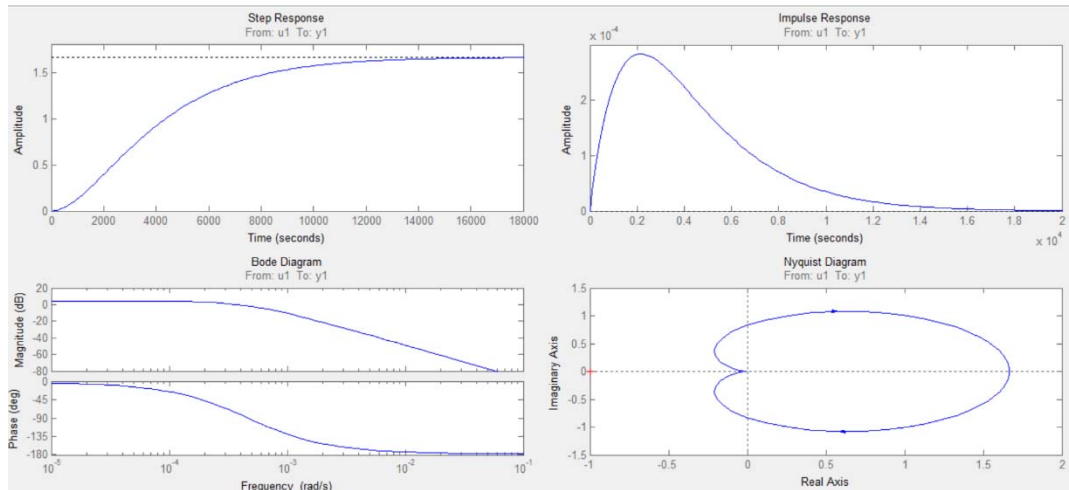 Step Response
From: u1 To: y1
Amplitude
1.5
1
0.5
0
0 2000 4000 6000 8000 10000 12000 14000 16000 18000
Time (seconds)
Impulse Response
From: u1 To: y1
x 10⁻⁴
Amplitude
2
1
0
0 0.2 0.4 0.6 0.8 1 1.2 1.4 1.6 1.8 2
Time (seconds)
x 10⁴
Bode Diagram
From: u1 To: y1
Magnitude (dB)
20
0
-20
-40
-60
-80
Phase (deg)
0
-45
-90
-135
-180
10⁻⁵ 10⁻⁴ 10⁻³ 10⁻² 10⁻¹
Frequency (rad/s)
Nyquist Diagram
From: u1 To: y1
Imaginary Axis
1.5
1
0.5
0
-0.5
-1
-1.5
-1 -0.5 0 0.5 1 1.5 2
Real Axis